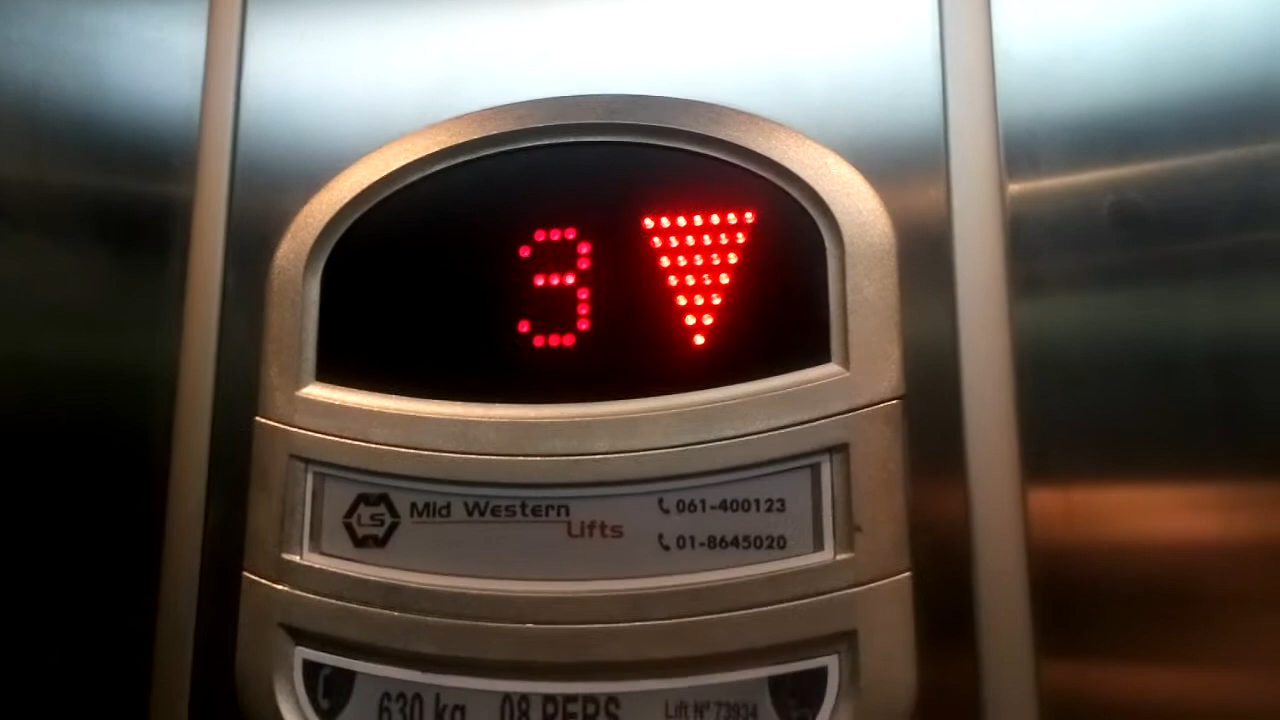 3
LS
Mid Western
Lifts
061-400123
01-8645020
630 kg 08 PERS Lift Nº 73934